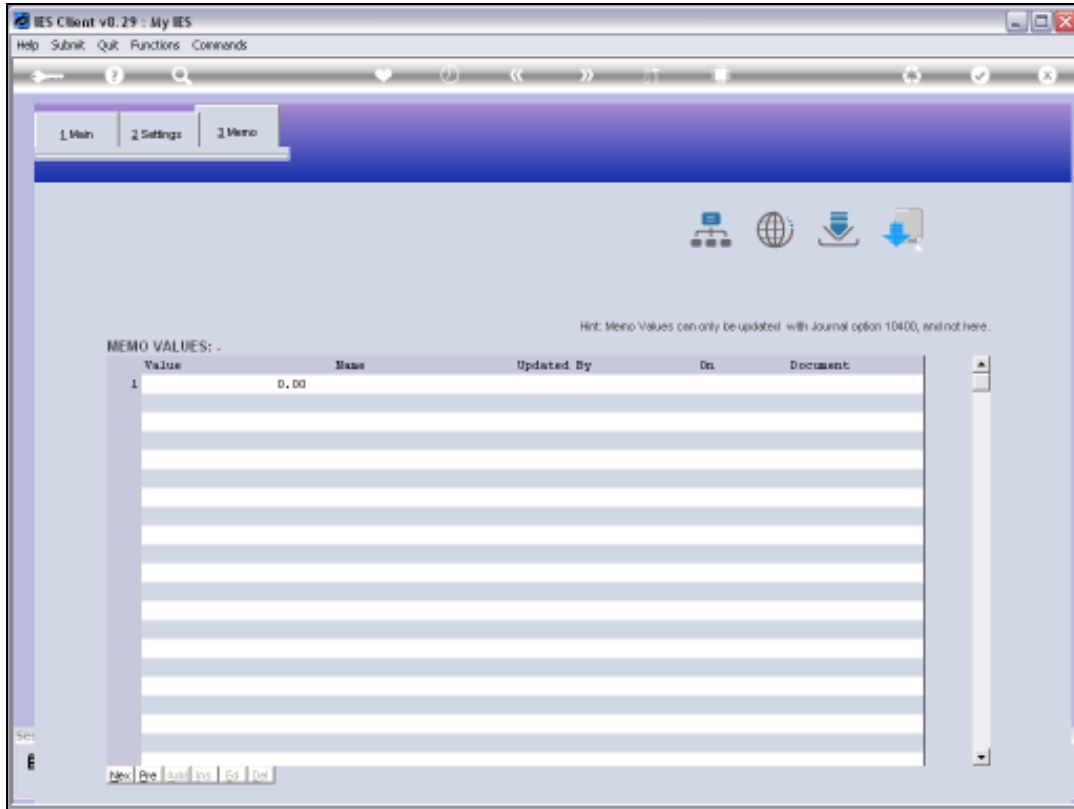 IES Client v8.29 : My IES
Help Submit Quit Functions Commands
1 Main 2 Settings 3 Memo
Hint: Memo Values can only be updated with Journal option 10400, and not here.
MEMO VALUES: -
Value Name Updated By On Document
1 0.00
Nex Pre Add Ins Ed Del